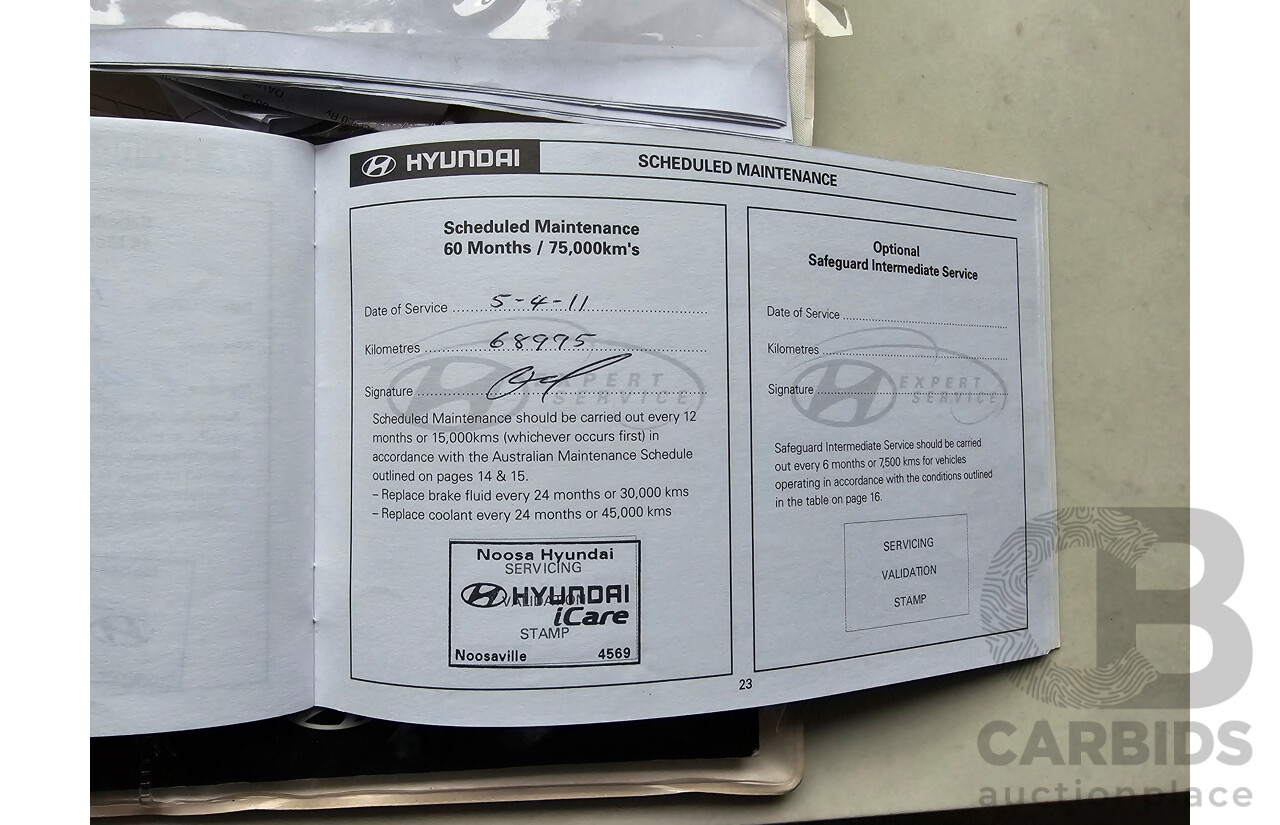 HYUNDAI
SCHEDULED MAINTENANCE
Scheduled Maintenance
60 Months / 75,000km's
Date of Service 5-4-11
Kilometres 68975
Signature
EXPERT
SERVICE
Scheduled Maintenance should be carried out every 12
months or 15,000kms (whichever occurs first) in
accordance with the Australian Maintenance Schedule
outlined on pages 14 & 15.
– Replace brake fluid every 24 months or 30,000 kms
– Replace coolant every 24 months or 45,000 kms
Noosa Hyundai
SERVICING
HYUNDAI
VALIDATION
iCare
STAMP
Noosaville 4569
Optional
Safeguard Intermediate Service
Date of Service
Kilometres
Signature
EXPERT
SERVICE
Safeguard Intermediate Service should be carried
out every 6 months or 7,500 kms for vehicles
operating in accordance with the conditions outlined
in the table on page 16.
SERVICING
VALIDATION
STAMP
23
CB
CARBIDS
auctionplace